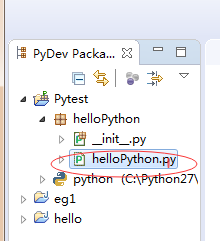 PyDev Packa...
Pytest
helloPython
__init__.py
helloPython.py
python (C:\Python27\
eg1
hello